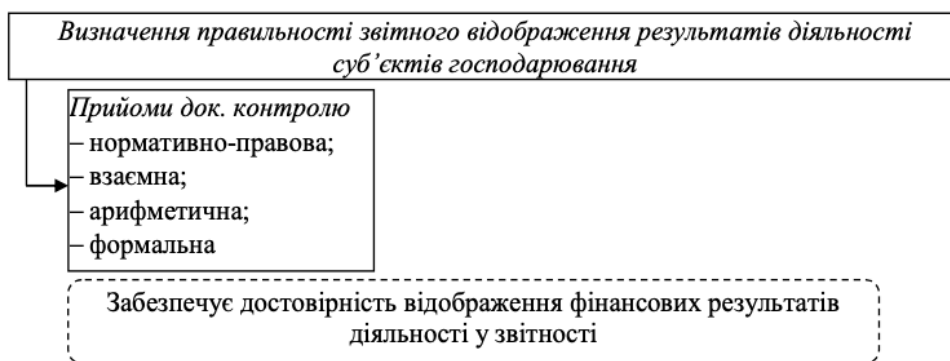 Визначення правильності звітного відображення результатів діяльності
суб’єктів господарювання
Прийоми док. контролю
– нормативно-правова;
– взаємна;
– арифметична;
– формальна
Забезпечує достовірність відображення фінансових результатів
діяльності у звітності